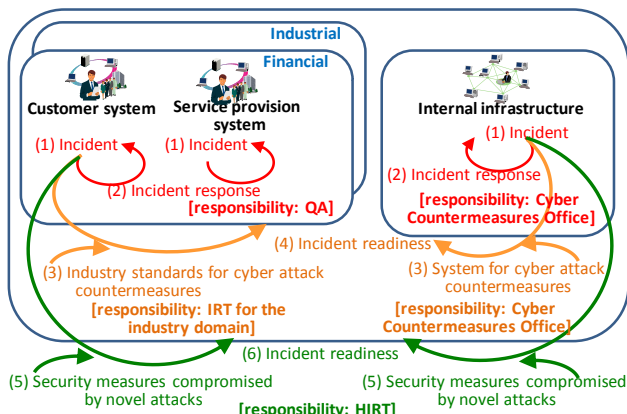 Industrial
Financial
Customer system
Service provision
system
(1) Incident
(1) Incident
(2) Incident response
[responsibility: QA]
Internal infrastructure
(1) Incident
(2) Incident response
[responsibility: Cyber
Countermeasures Office]
(4) Incident readiness
(3) Industry standards for cyber attack
countermeasures
[responsibility: IRT for the
industry domain]
(3) System for cyber attack
countermeasures
[responsibility: Cyber
Countermeasures Office]
(6) Incident readiness
(5) Security measures compromised
by novel attacks
(5) Security measures compromised
by novel attacks
[responsibility: HIRT]